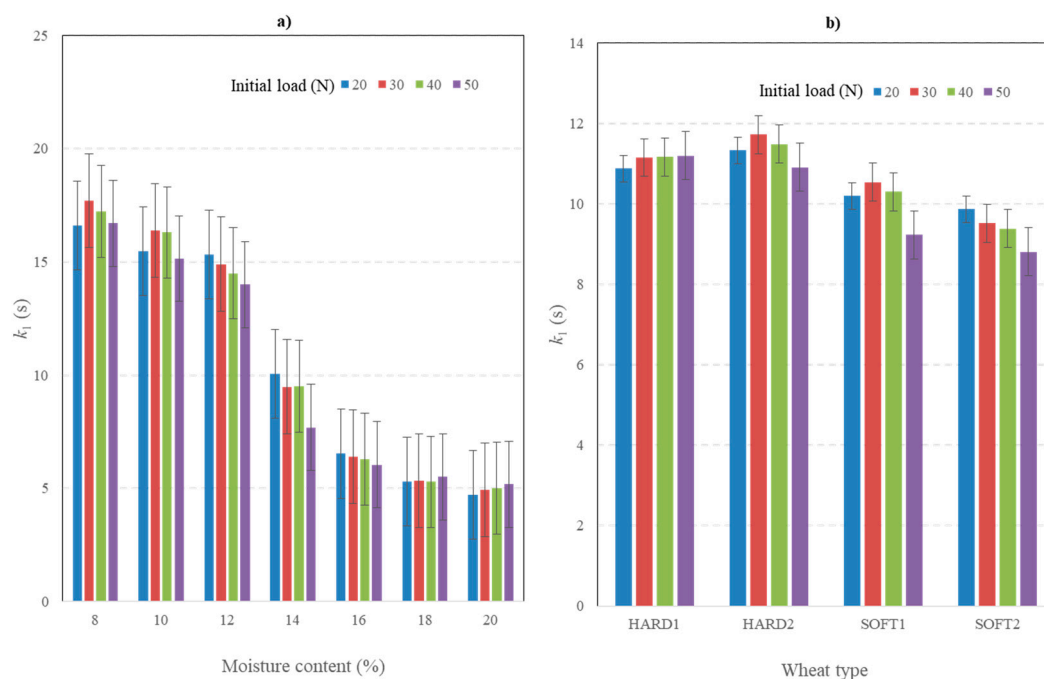 a)
25
20
15
10
5
0
k1 (s)
Initial load (N) 20 30 40 50
8 10 12 14 16 18 20
Moisture content (%)
b)
14
12
10
8
6
4
2
0
k1 (s)
Initial load (N) 20 30 40 50
HARD1 HARD2 SOFT1 SOFT2
Wheat type